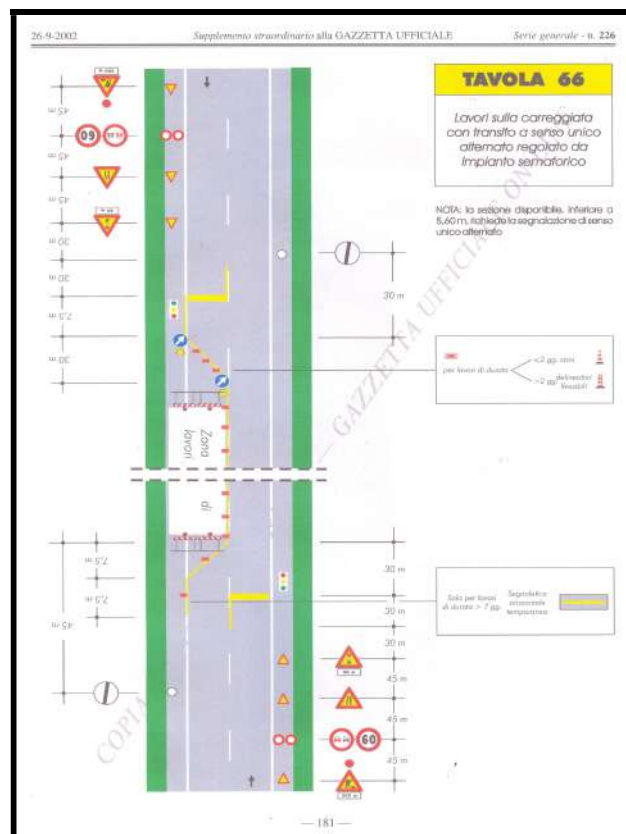 26-9-2002 Supplemento straordinario alla GAZZETTA UFFICIALE Serie generale - n. 226
TAVOLA 66
Lavori sulla carreggiata
con transito a senso unico
alternato regolato da
impianto semaforico
NOTA: la sezione disponibile, inferiore a
5,60 m, richiede la segnalazione di senso
unico alternato
45 m
60
45 m
45 m
30 m
30 m
7,5 m
30 m
30 m
per lavori di durata
<2 gg. coni
>2 gg. delineatori
flessibili
Zona
lavori
di
7,5 m
7,5 m
45 m
30 m
30 m
30 m
Solo per lavori
di durata > 7 gg.
Segnaletica
orizzontale
temporanea
45 m
45 m
60
45 m
COPIA
GAZZETTA UFFICIALE ON
— 181 —